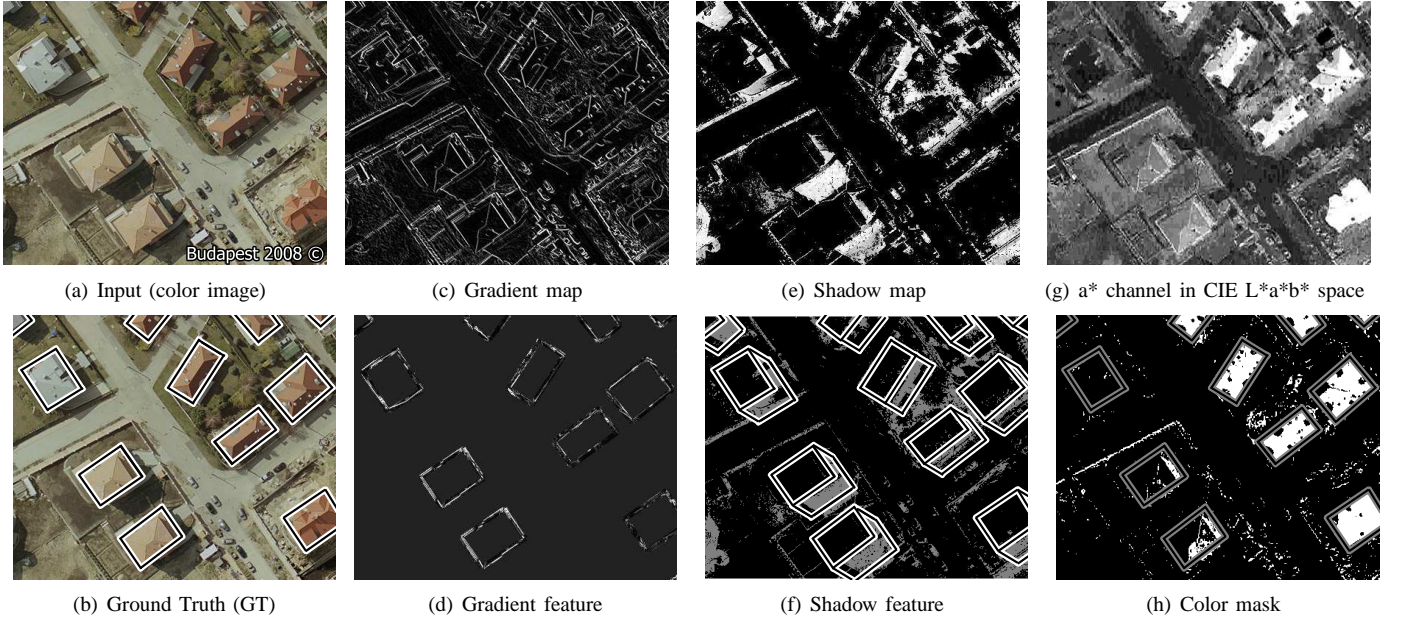 Budapest 2008 ©
(a) Input (color image)
(c) Gradient map
(e) Shadow map
(g) a* channel in CIE L*a*b* space
(b) Ground Truth (GT)
(d) Gradient feature
(f) Shadow feature
(h) Color mask